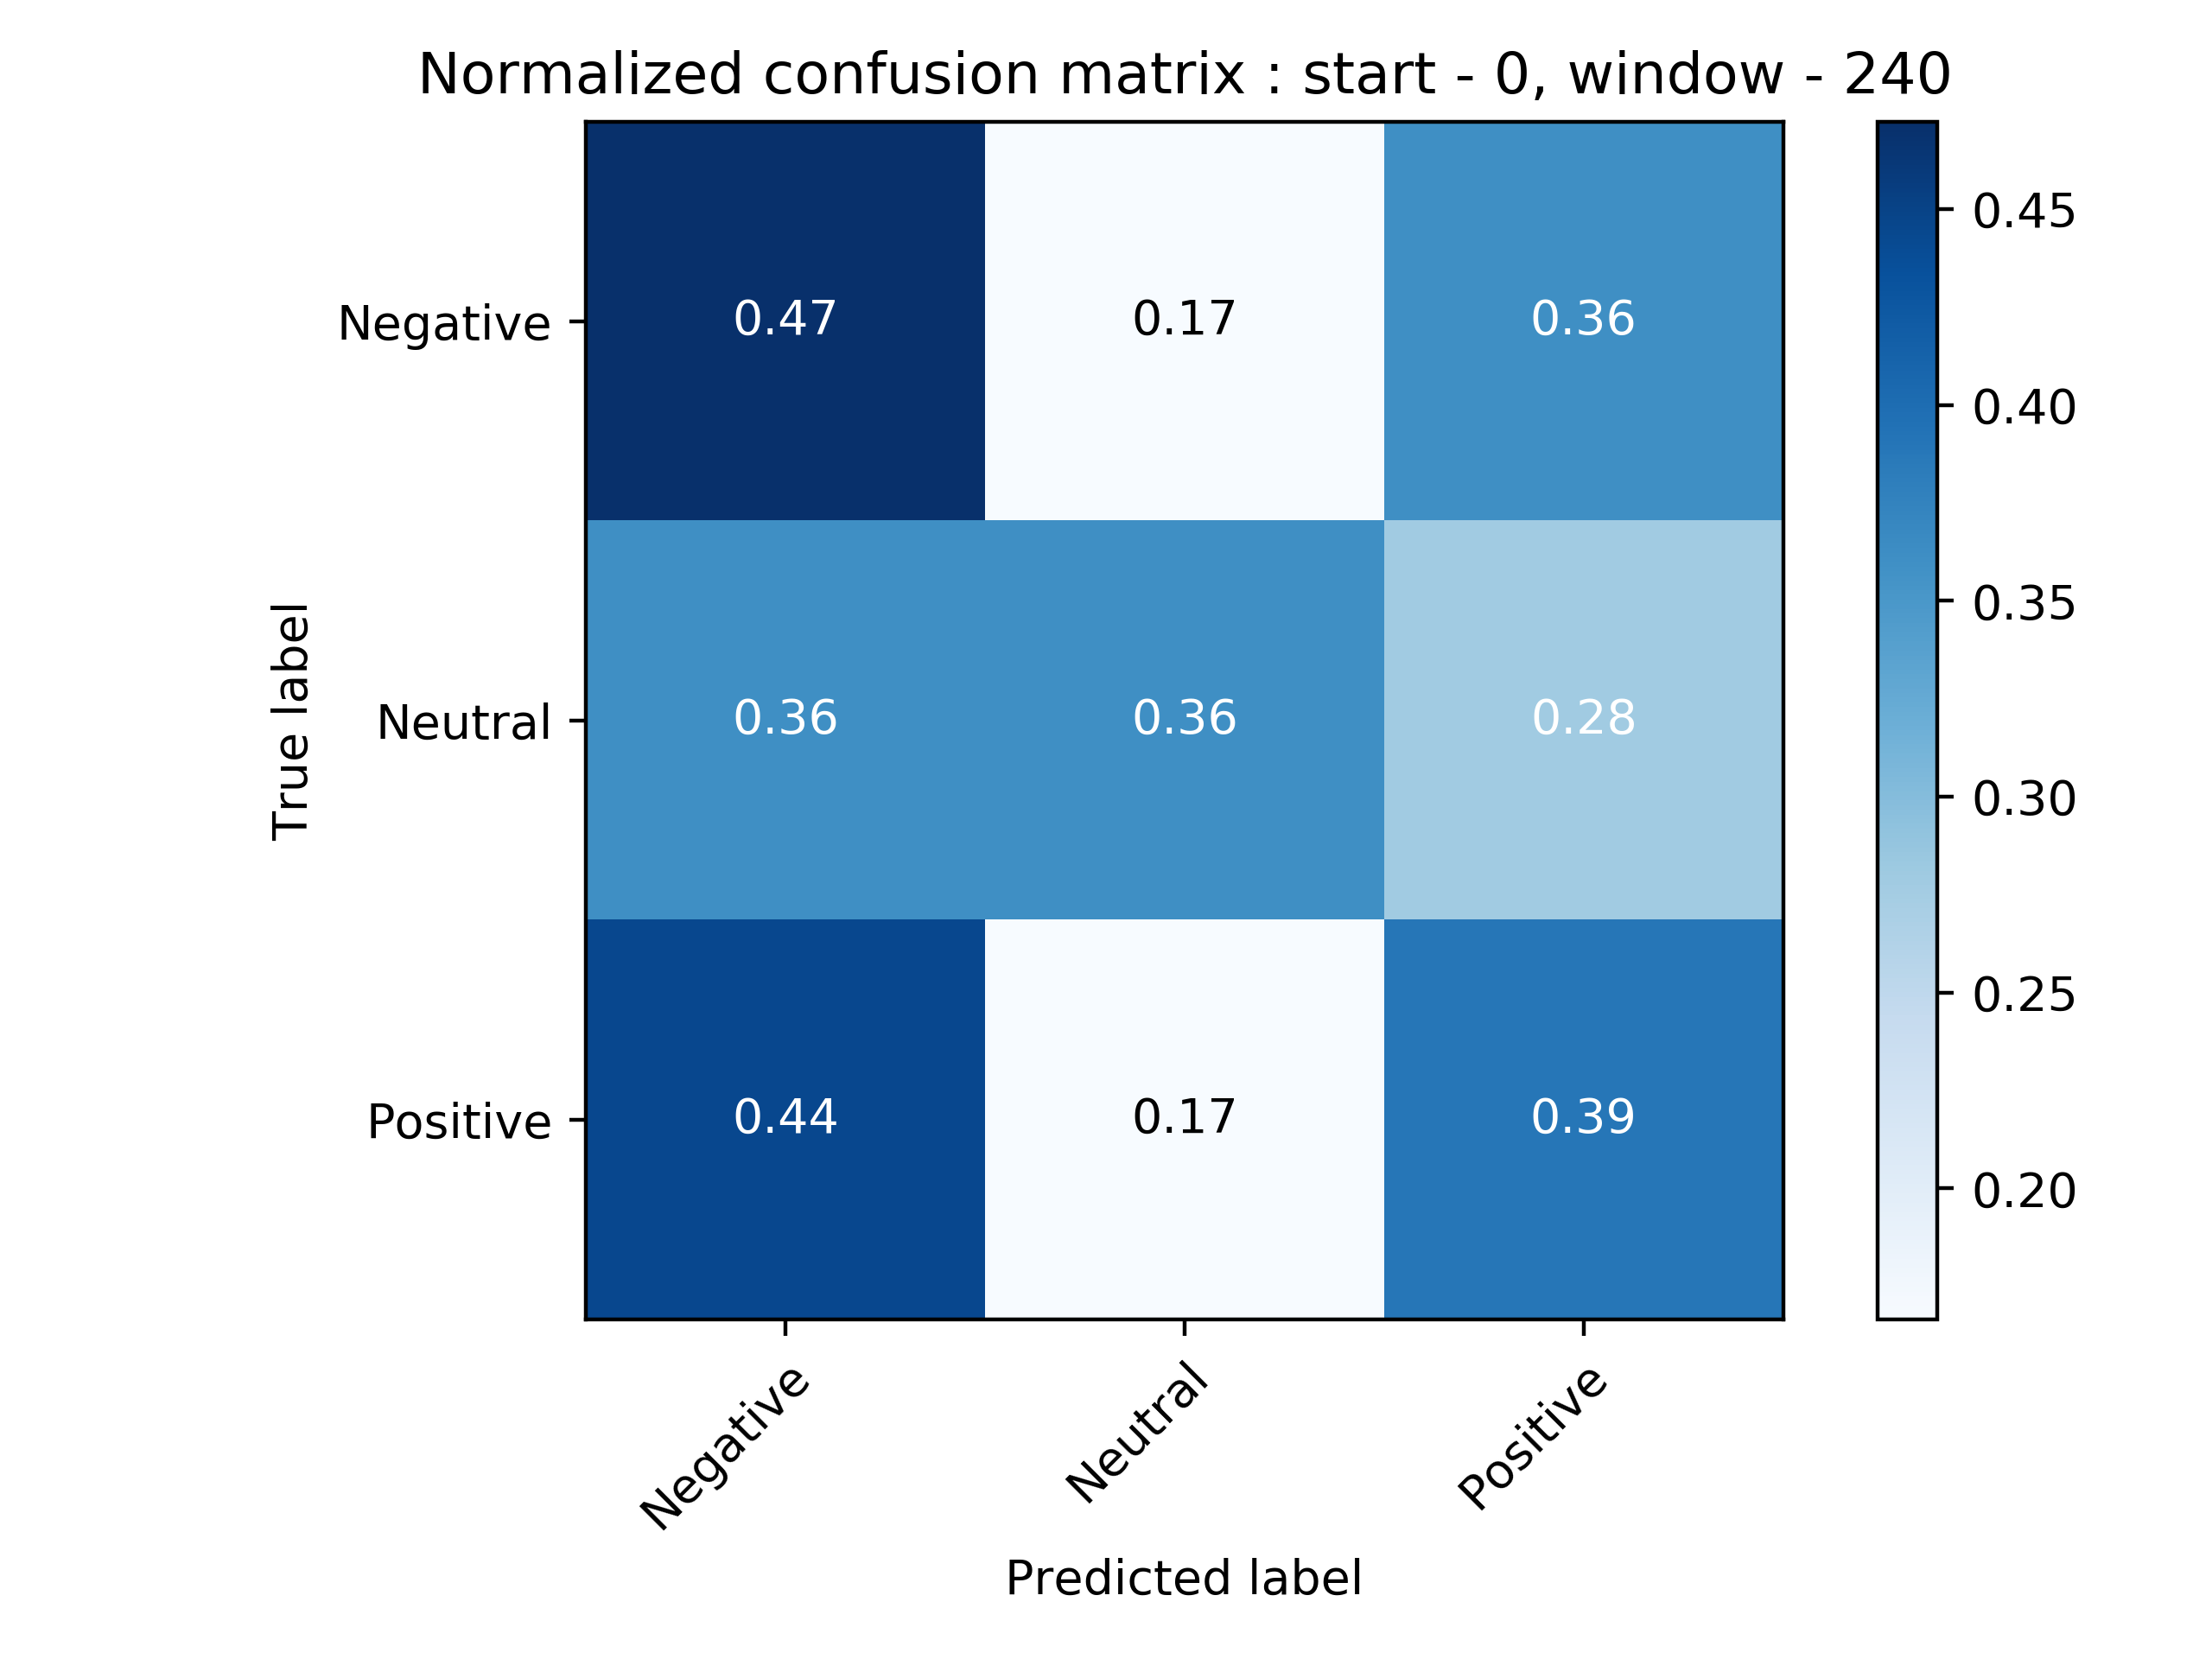 Normalized confusion matrix : start - 0, window - 240
True label
Negative
0.47 0.17 0.36
Neutral
0.36 0.36 0.28
Positive
0.44 0.17 0.39
Negative Neutral Positive
Predicted label
0.45
0.40
0.35
0.30
0.25
0.20